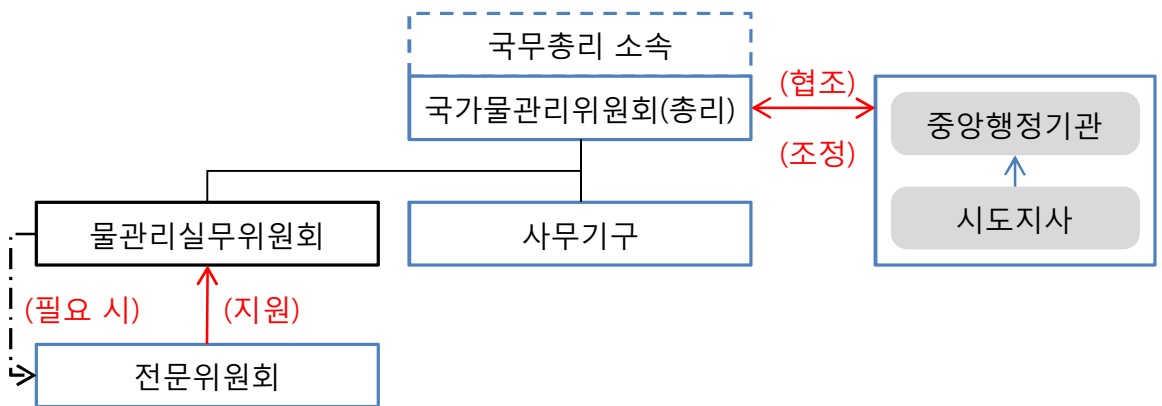 국무총리 소속
국가물관리위원회(총리)
(협조)
(조정)
중앙행정기관
시도지사
물관리실무위원회
사무기구
(필요 시)
(지원)
전문위원회